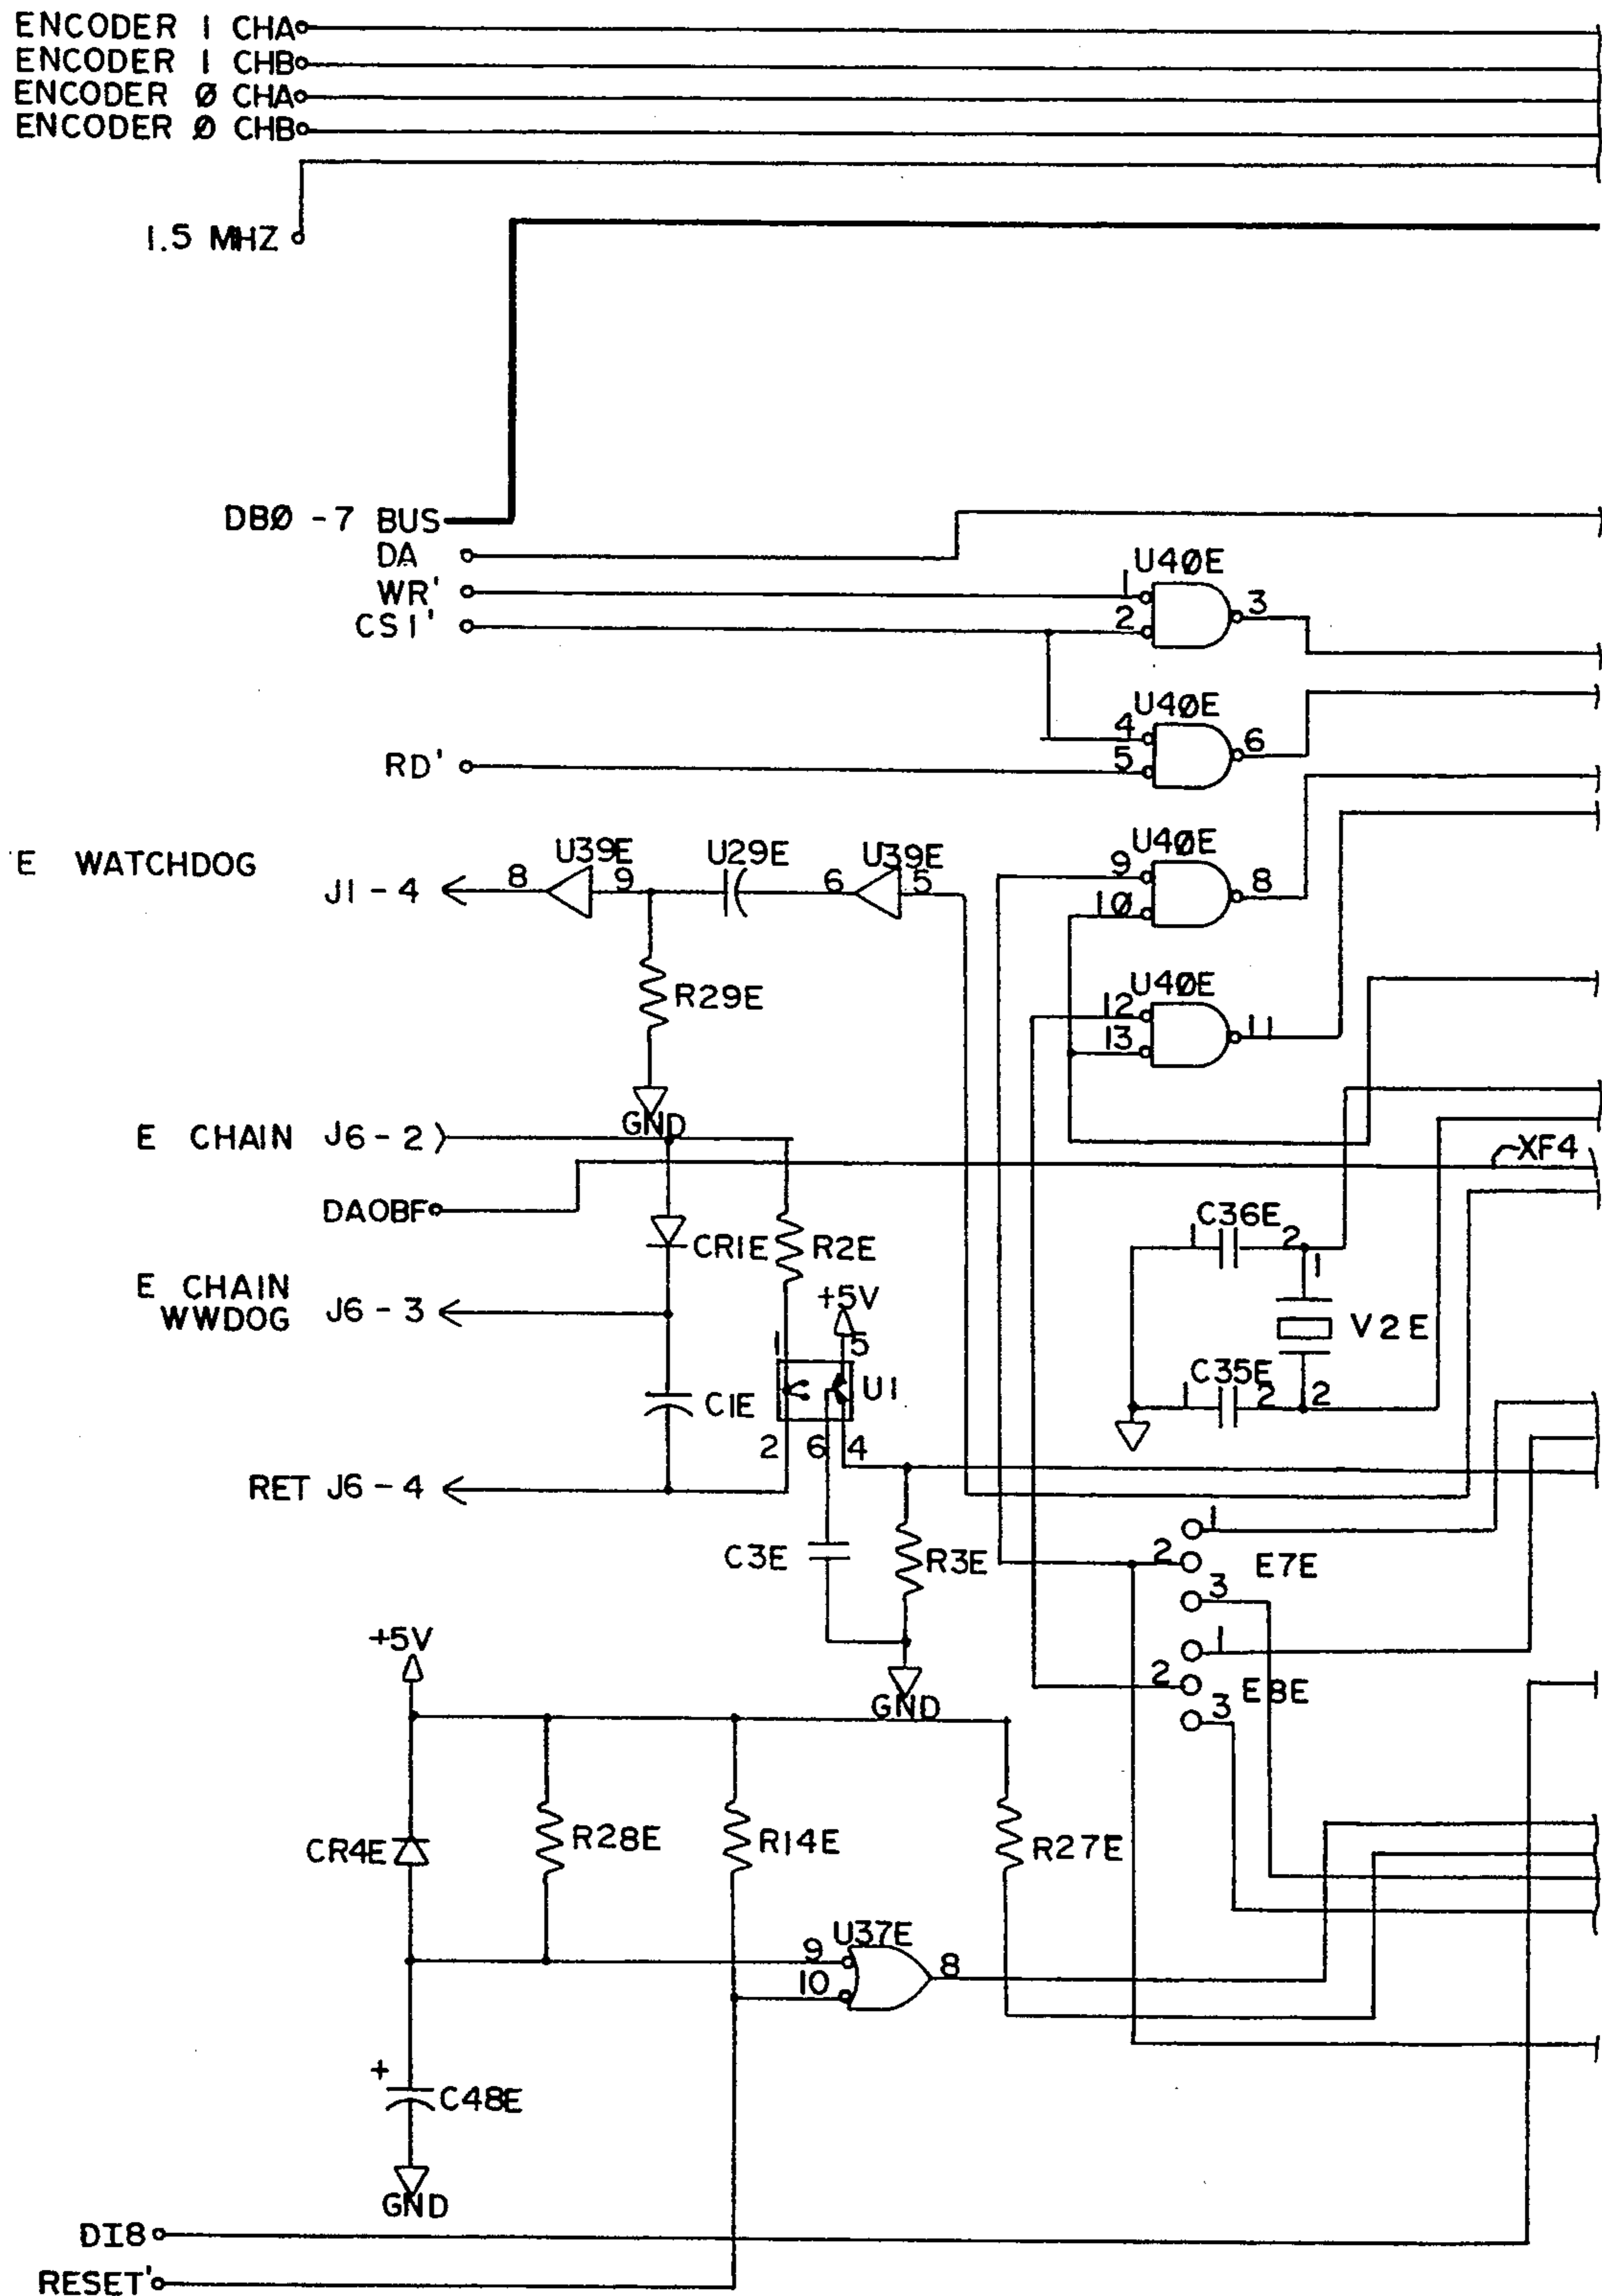 ENCODER 1 CHA
ENCODER 1 CHB
ENCODER Ø CHA
ENCODER Ø CHB
1.5 MHZ
DBØ -7 BUS
DA
WR'
CS1'
1 U4ØE
2 3
U4ØE
4
5 6
RD'
E WATCHDOG
J1-4
8 U39E 9
U29E
6 U39E 5
U4ØE
9
10 8
R29E
GND
U4ØE
12
13 11
E CHAIN J6-2
XF4
DAOBF
CR1E
R2E
1 C36E 2
1
E CHAIN
WWDOG J6-3
+5V
V2E
1 5
U1
C1E
2 6 4
1 C35E 2 2
RET J6-4
C3E
R3E
GND
1
2 E7E
3
1
2 E8E
3
+5V
CR4E
R28E
R14E
R27E
U37E
9
10 8
+
C48E
GND
DI8
RESET'